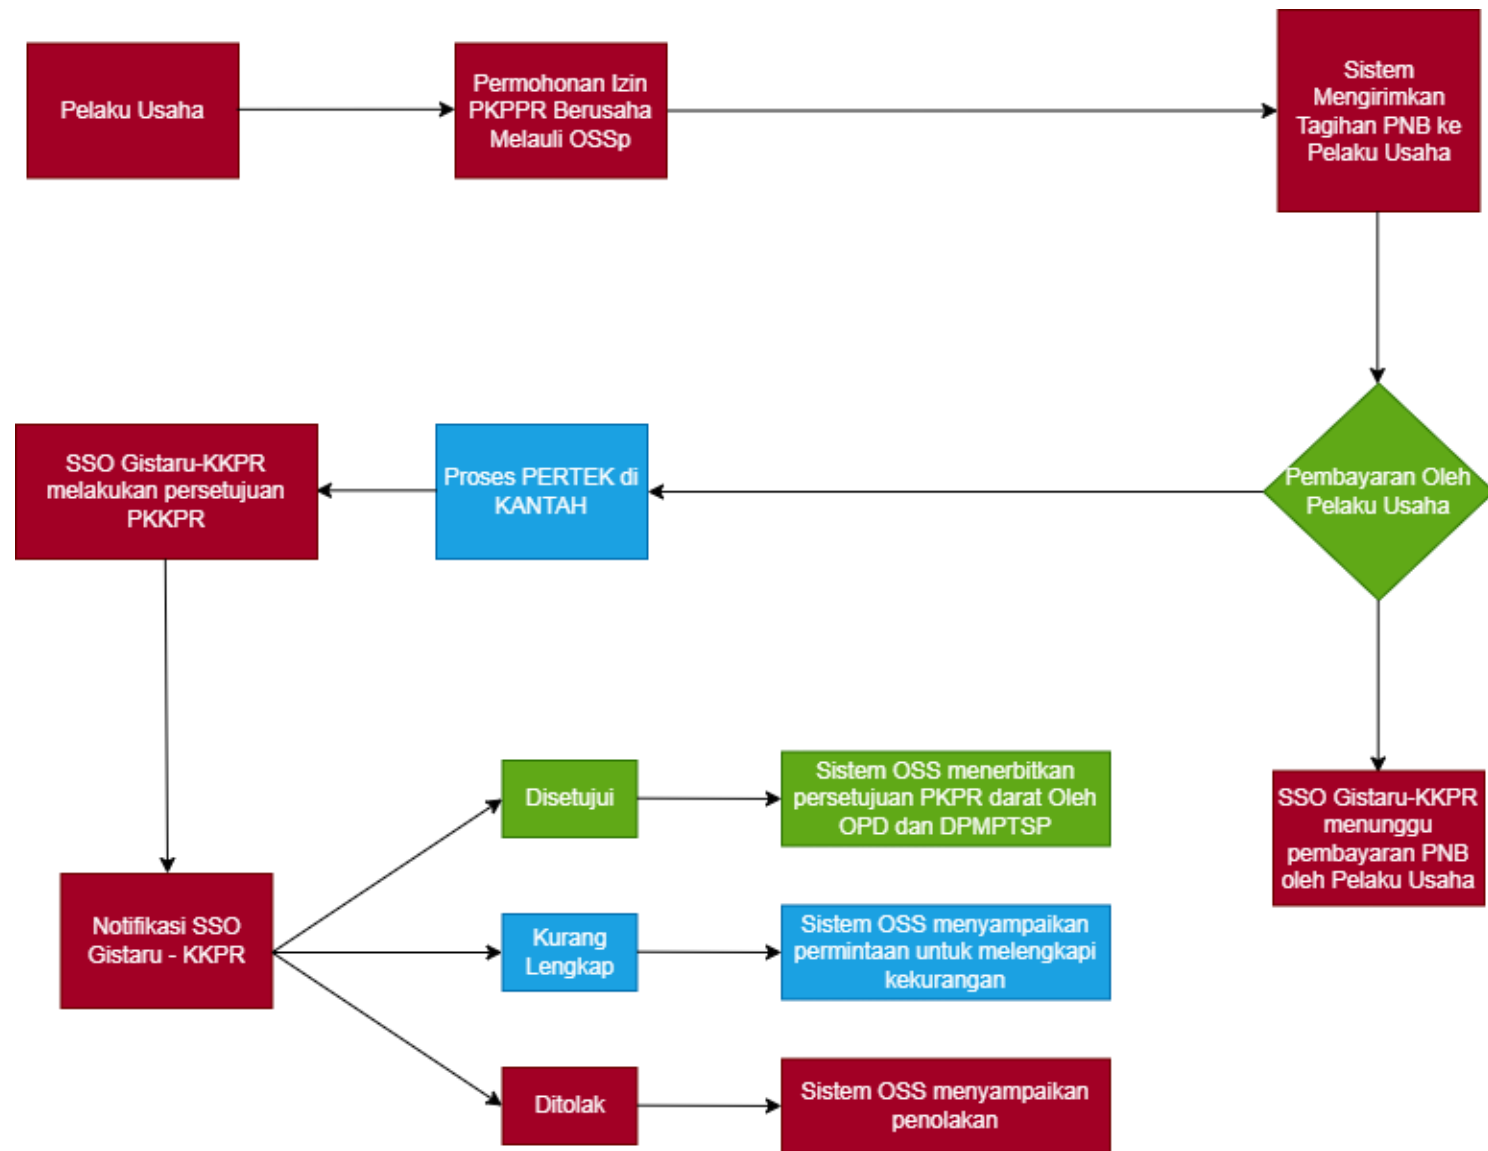 Pelaku Usaha
Permohonan Izin
PKPPR Berusaha
Melauli OSSp
Sistem
Mengirimkan
Tagihan PNB ke
Pelaku Usaha
Pembayaran Oleh
Pelaku Usaha
Proses PERTEK di
KANTAH
SSO Gistaru-KKPR
melakukan persetujuan
PKKPR
SSO Gistaru-KKPR
menunggu
pembayaran PNB
oleh Pelaku Usaha
Notifikasi SSO
Gistaru - KKPR
Disetujui
Sistem OSS menerbitkan
persetujuan PKPR darat Oleh
OPD dan DPMPTSP
Kurang
Lengkap
Sistem OSS menyampaikan
permintaan untuk melengkapi
kekurangan
Ditolak
Sistem OSS menyampaikan
penolakan